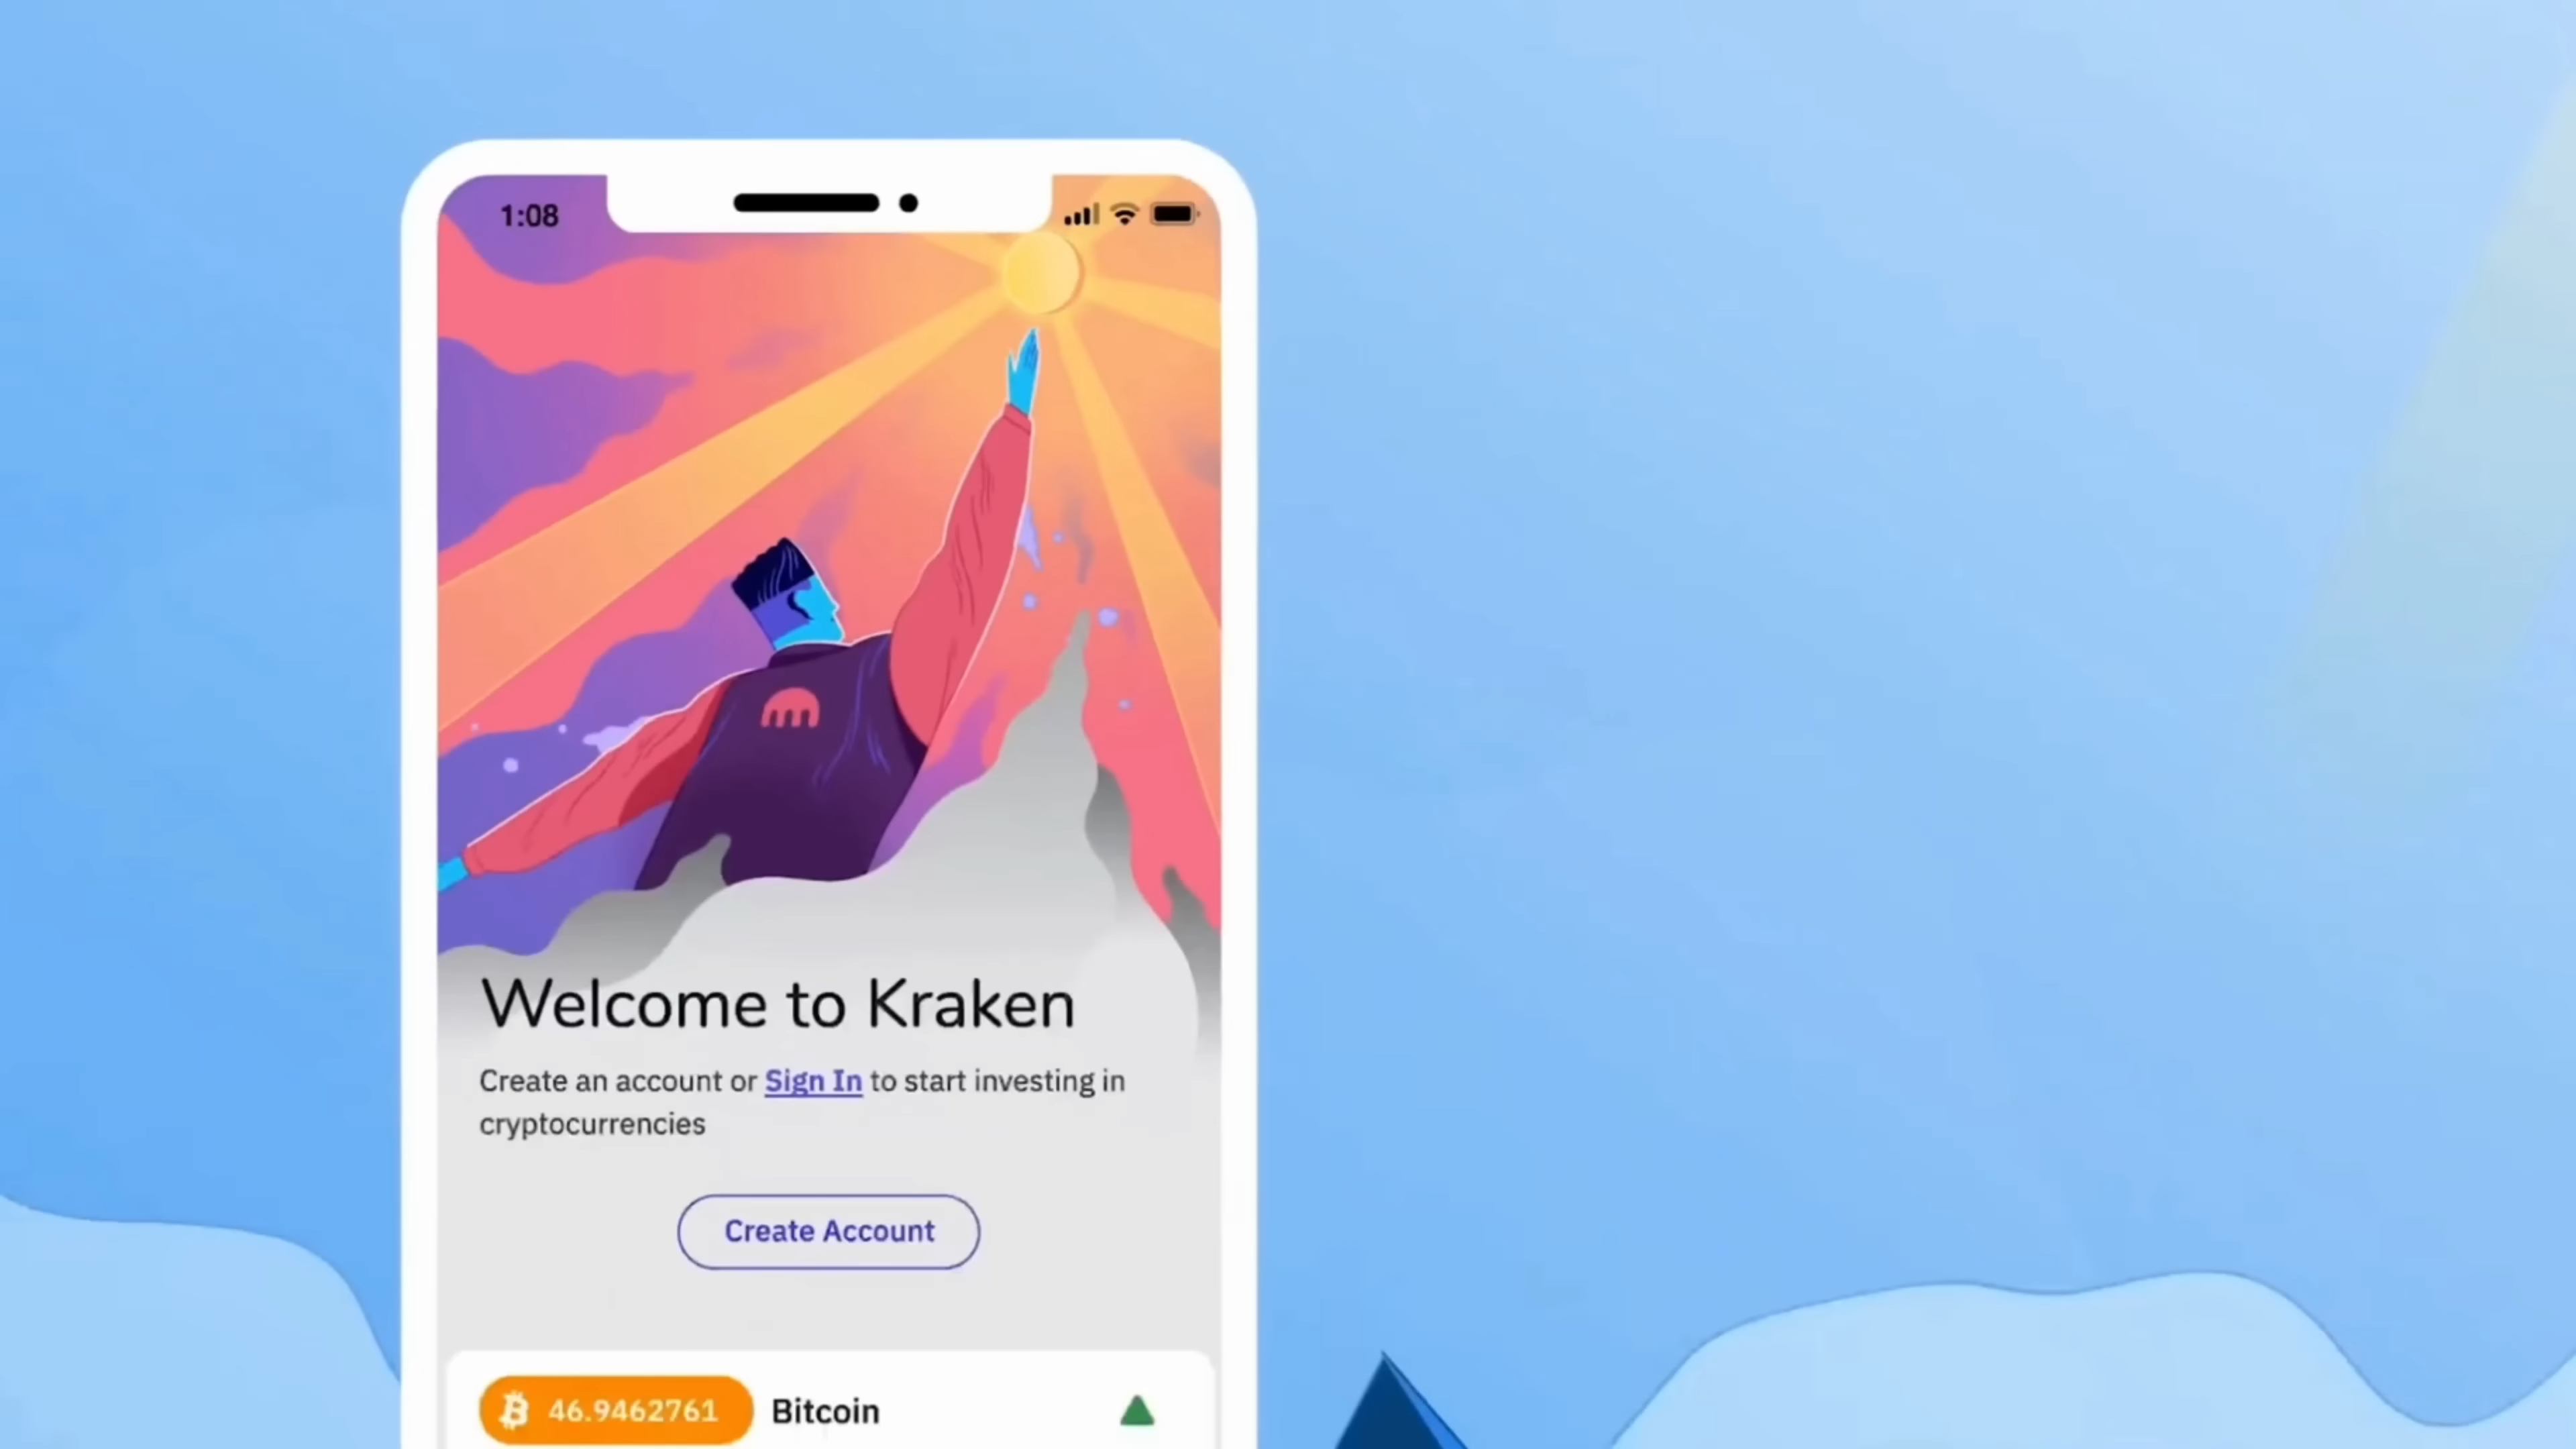 1:08
Welcome to Kraken
Create an account or Sign In to start investing in
cryptocurrencies
Create Account
46.9462761 Bitcoin